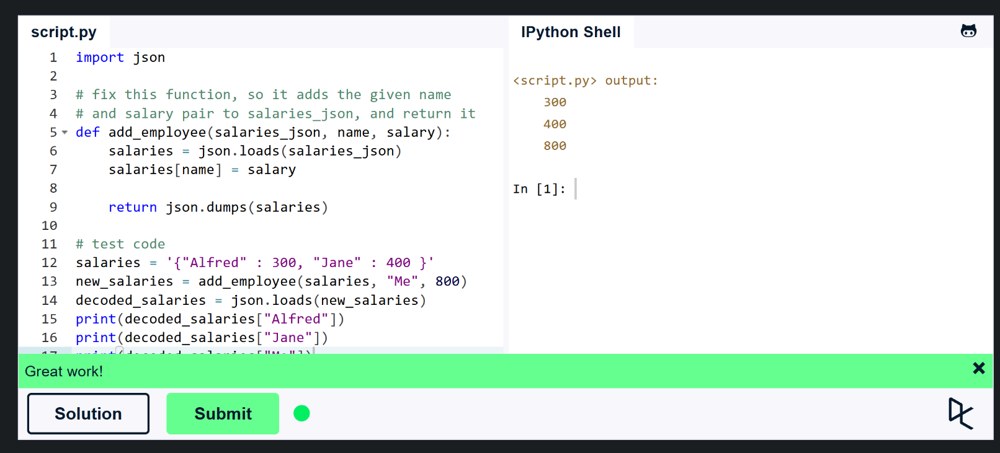 script.py
1 import json
2
3 # fix this function, so it adds the given name
4 # and salary pair to salaries_json, and return it
5 def add_employee(salaries_json, name, salary):
6     salaries = json.loads(salaries_json)
7     salaries[name] = salary
8
9     return json.dumps(salaries)
10
11 # test code
12 salaries = '{"Alfred" : 300, "Jane" : 400 }'
13 new_salaries = add_employee(salaries, "Me", 800)
14 decoded_salaries = json.loads(new_salaries)
15 print(decoded_salaries["Alfred"])
16 print(decoded_salaries["Jane"])
17 print(decoded_salaries["Me"])
IPython Shell
<script.py> output:
    300
    400
    800
In [1]:
Great work!
Solution
Submit